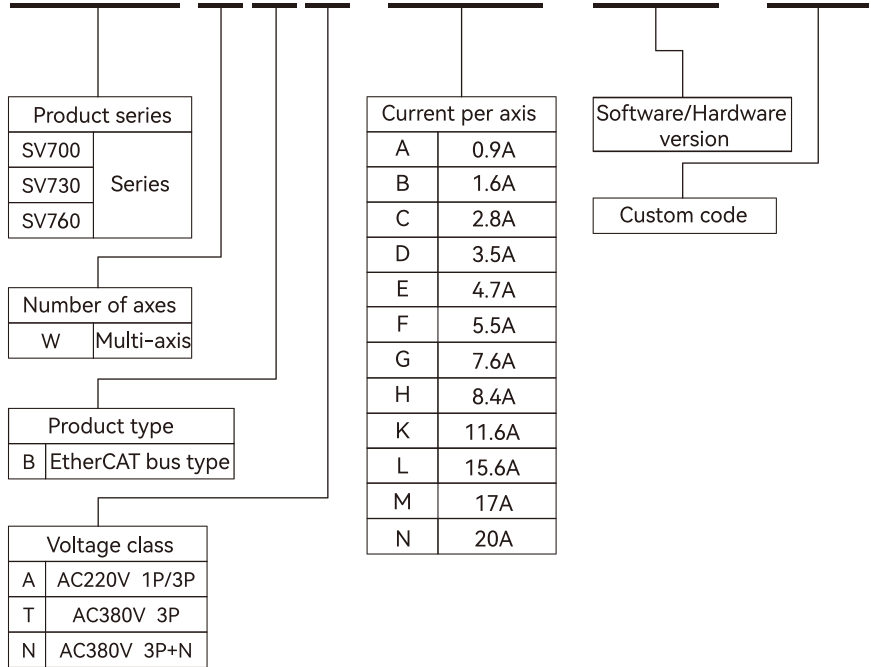 Product series
SV700
SV730
SV760
Series
Number of axes
W Multi-axis
Product type
B EtherCAT bus type
Voltage class
A AC220V 1P/3P
T AC380V 3P
N AC380V 3P+N
Current per axis
A 0.9A
B 1.6A
C 2.8A
D 3.5A
E 4.7A
F 5.5A
G 7.6A
H 8.4A
K 11.6A
L 15.6A
M 17A
N 20A
Software/Hardware
version
Custom code